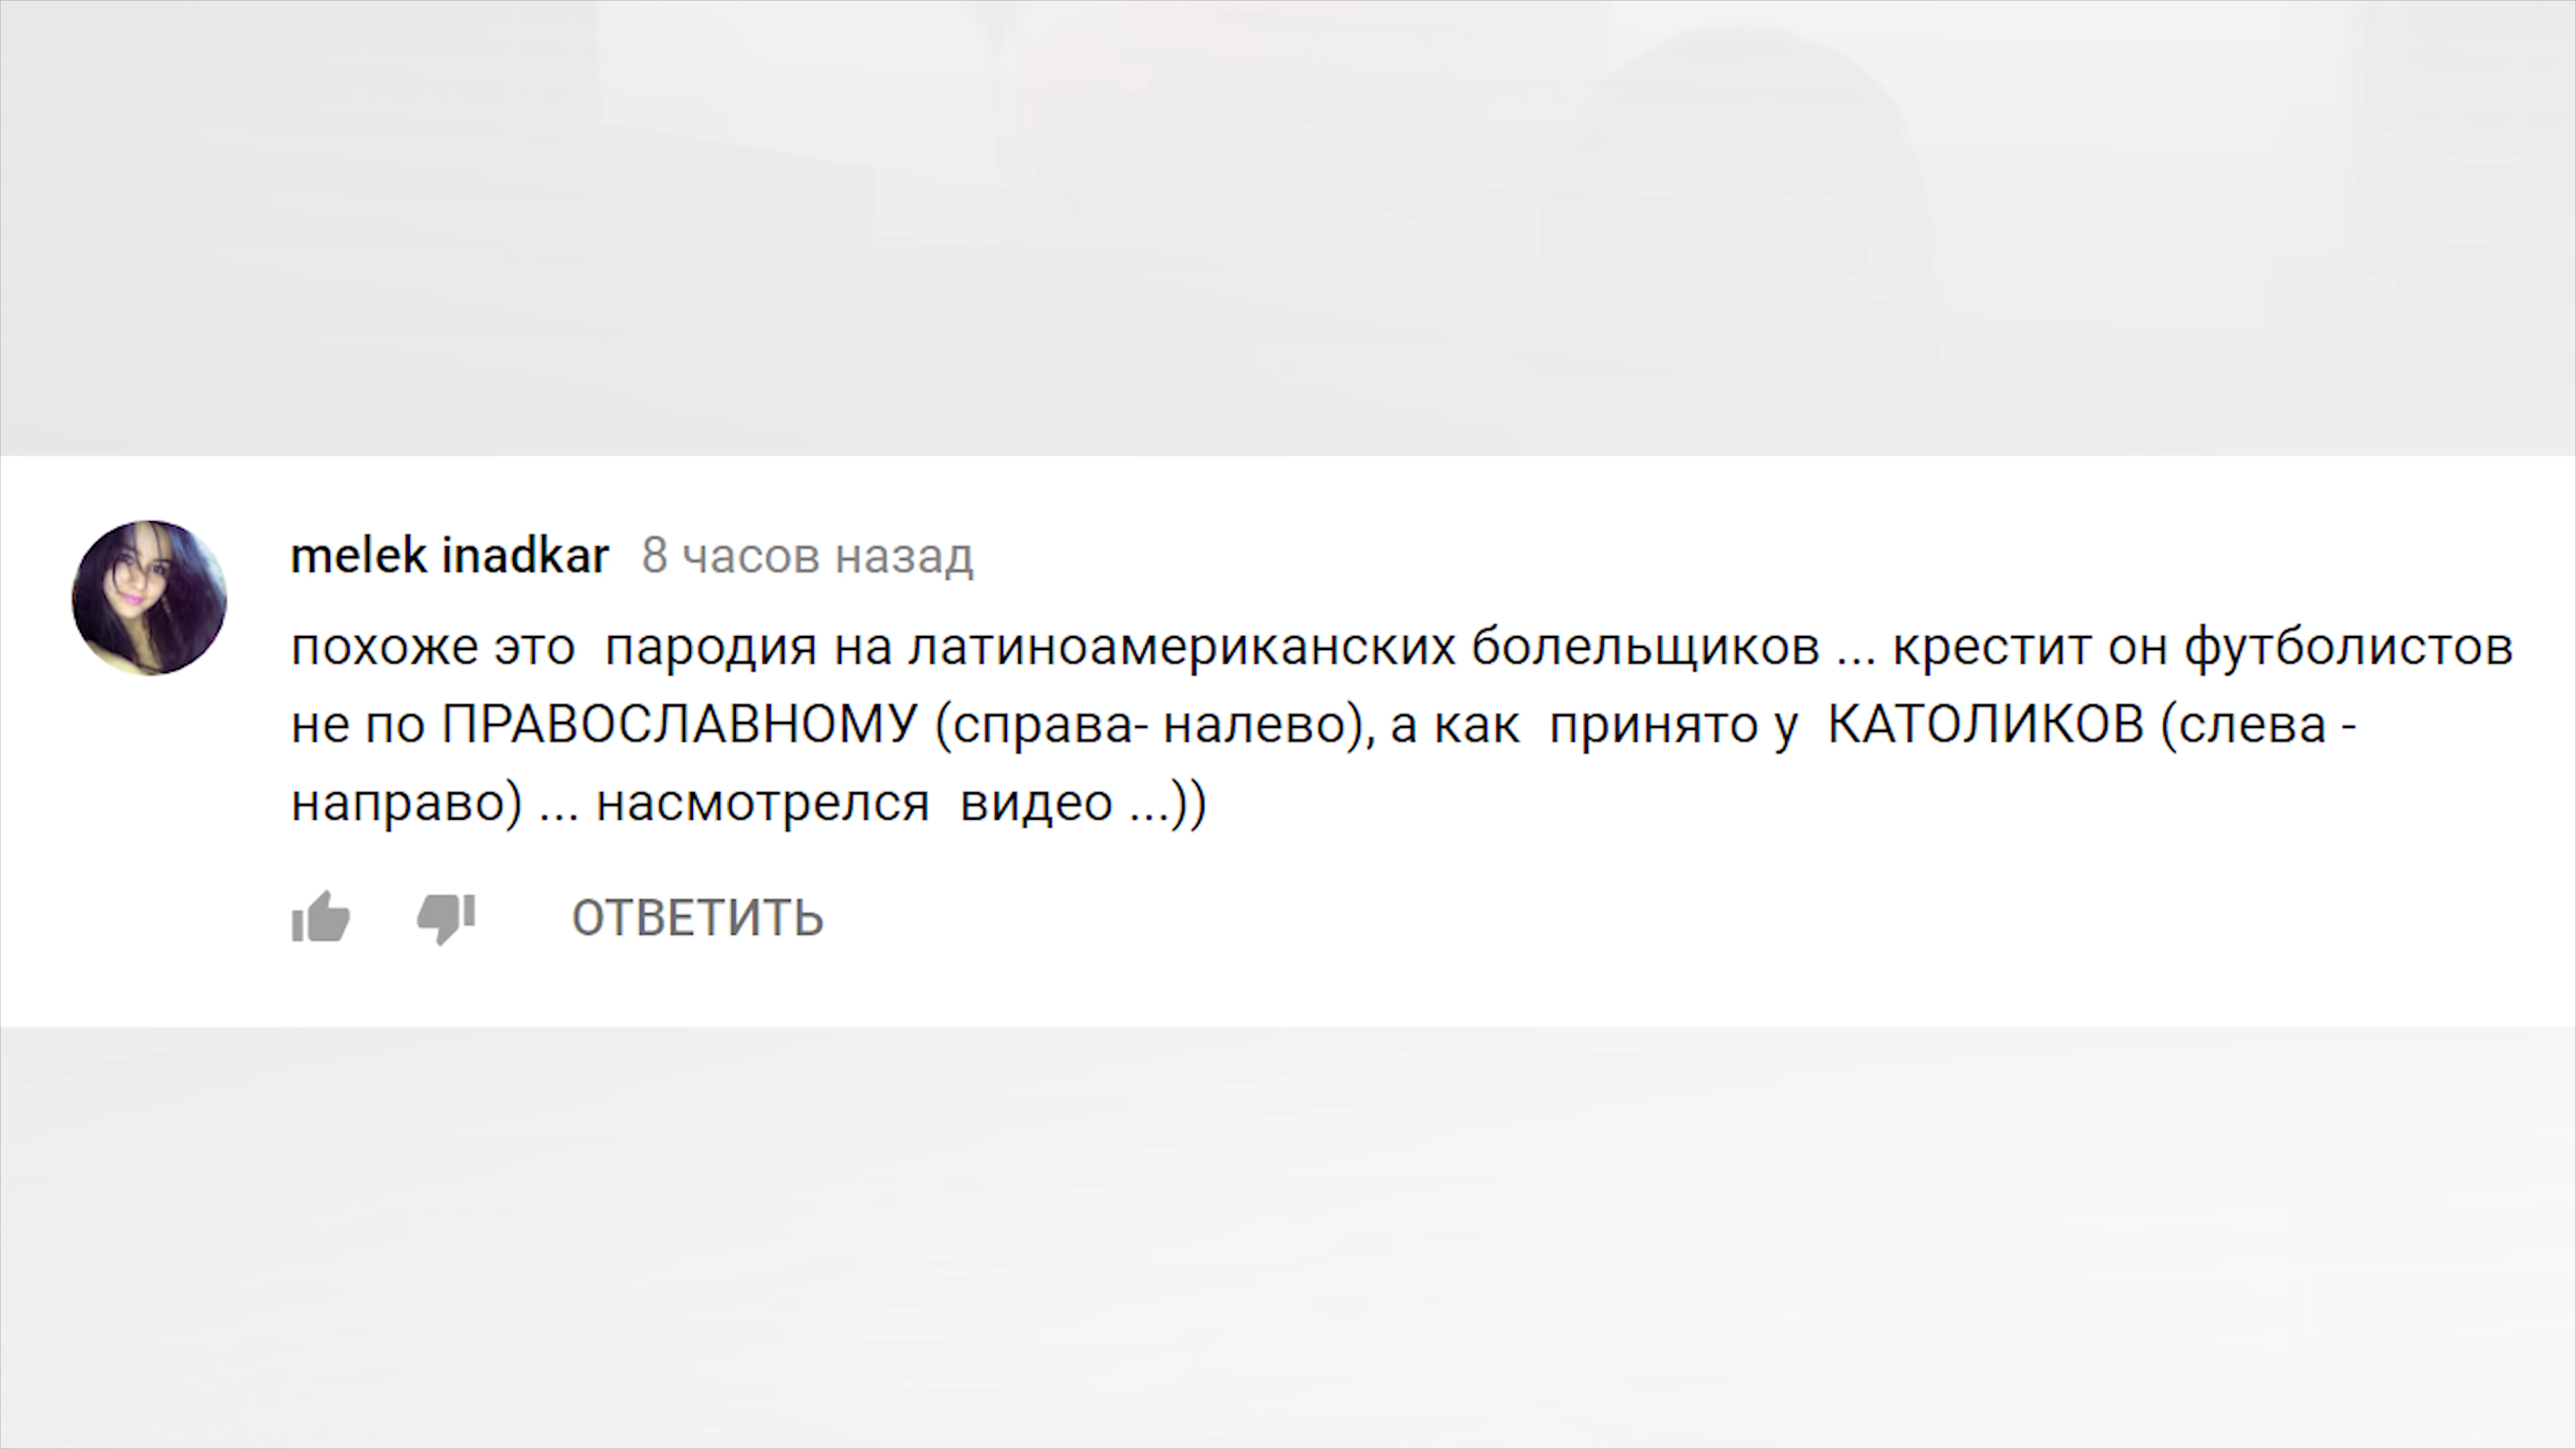 melek inadkar 8 часов назад
похоже это  пародия на латиноамериканских болельщиков ... крестит он футболистов
не по ПРАВОСЛАВНОМУ (справа- налево), а как  принято у  КАТОЛИКОВ (слева -
направо) ... насмотрелся  видео ...))
ОТВЕТИТЬ